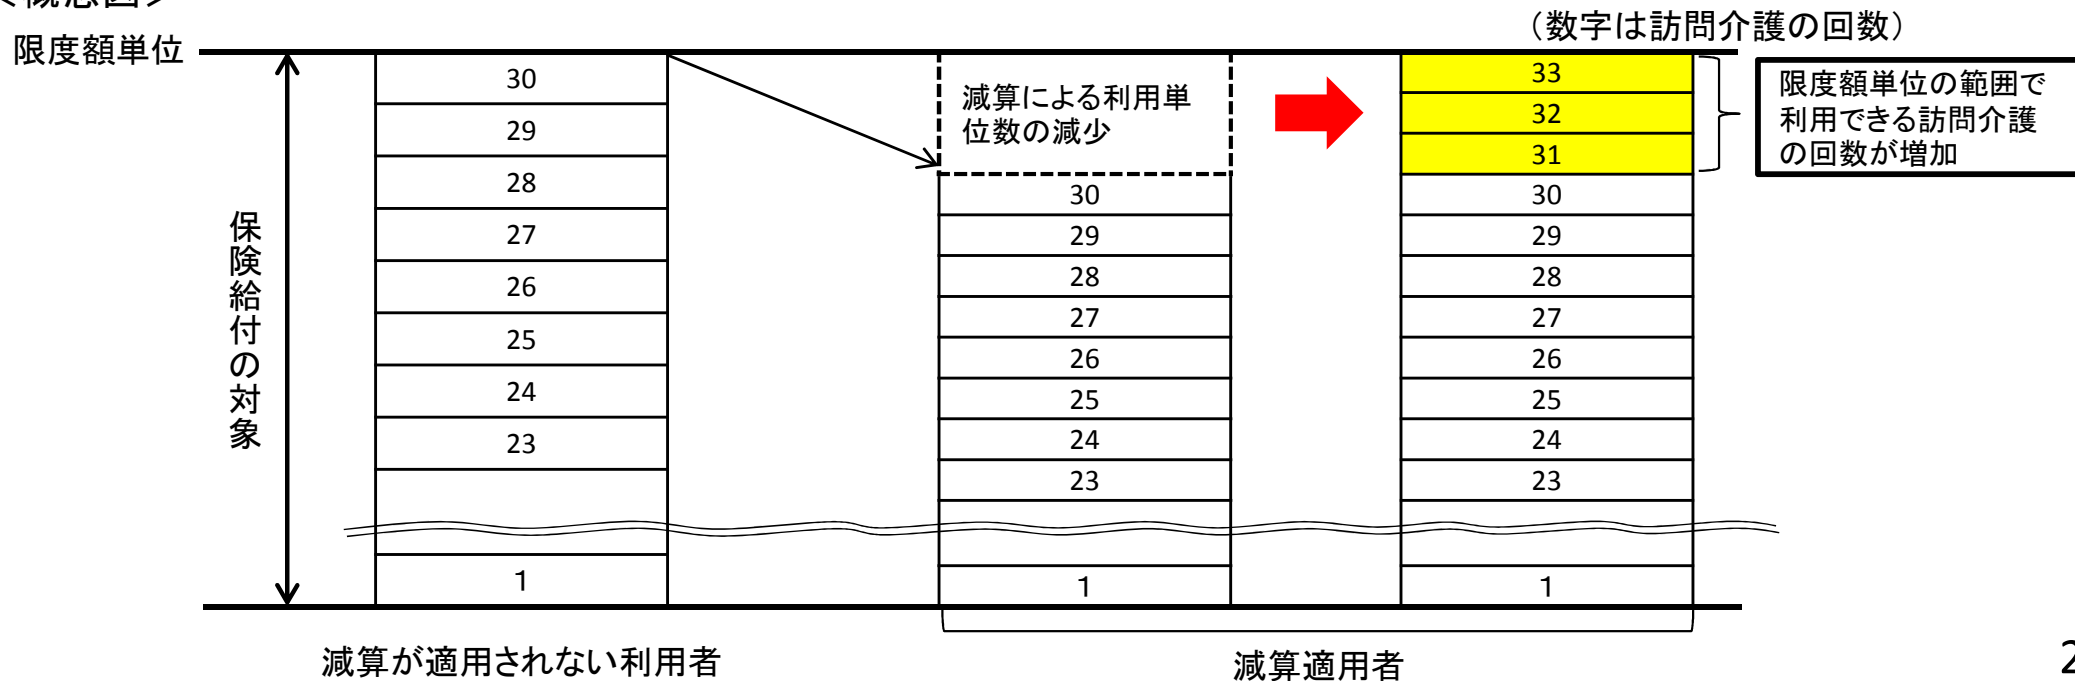 <概念図>
(数字は訪問介護の回数)
限度額単位
保険給付の対象
30
29
28
27
26
25
24
23
1
減算による利用単
位数の減少
30
29
28
27
26
25
24
23
1
33
32
31
30
29
28
27
26
25
24
23
1
限度額単位の範囲で
利用できる訪問介護
の回数が増加
減算が適用されない利用者
減算適用者
2